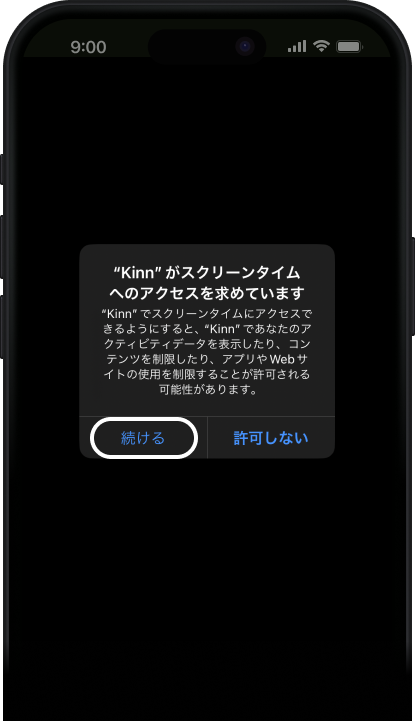 9:00
“Kinn” がスクリーンタイム
へのアクセスを求めています
“Kinn” でスクリーンタイムにアクセスで
きるようにすると、“Kinn” であなたのア
クティビティデータを表示したり、コン
テンツを制限したり、アプリや Web サ
イトの使用を制限することが許可される
可能性があります。
続ける
許可しない